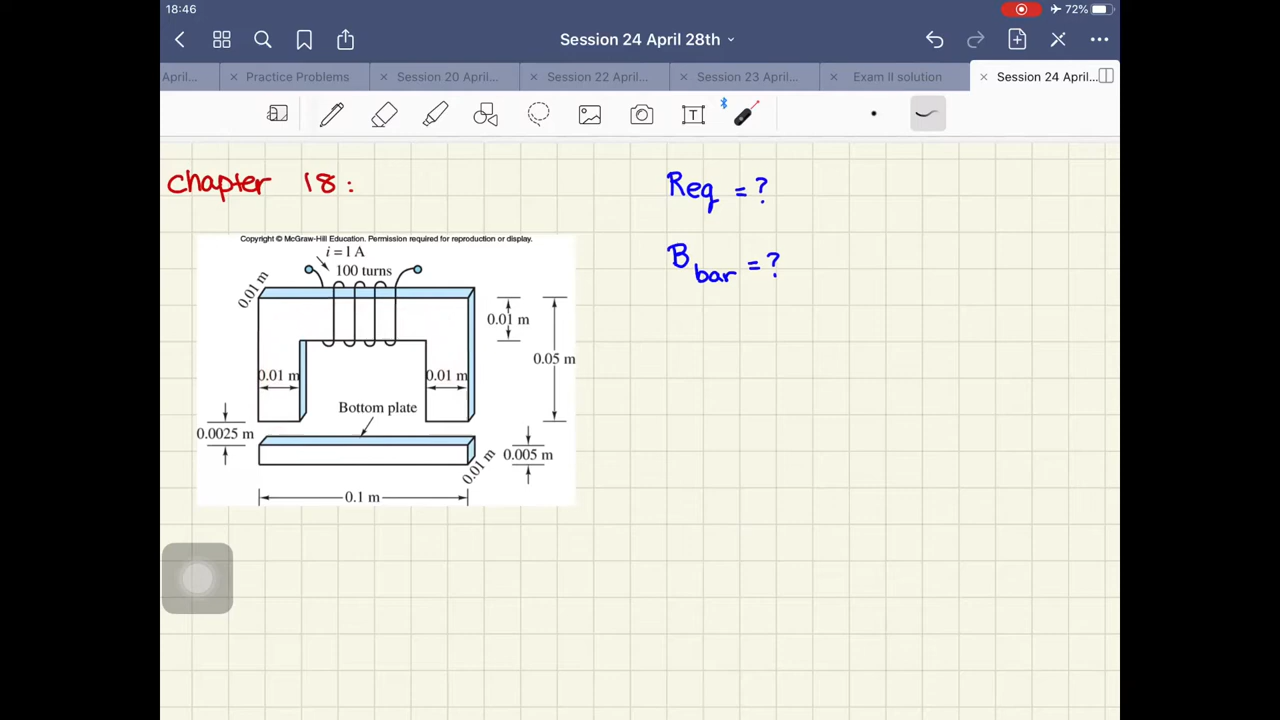 18:46
72%
Session 24 April 28th
April...
Practice Problems
Session 20 April...
Session 22 April...
Session 23 April...
Exam II solution
Session 24 April...
T
chapter 18:
Req = ?
B bar = ?
Copyright © McGraw-Hill Education. Permission required for reproduction or display.
i = 1 A
100 turns
0.01 m
0.01 m
0.05 m
0.01 m
0.01 m
Bottom plate
0.0025 m
0.005 m
0.01 m
0.1 m